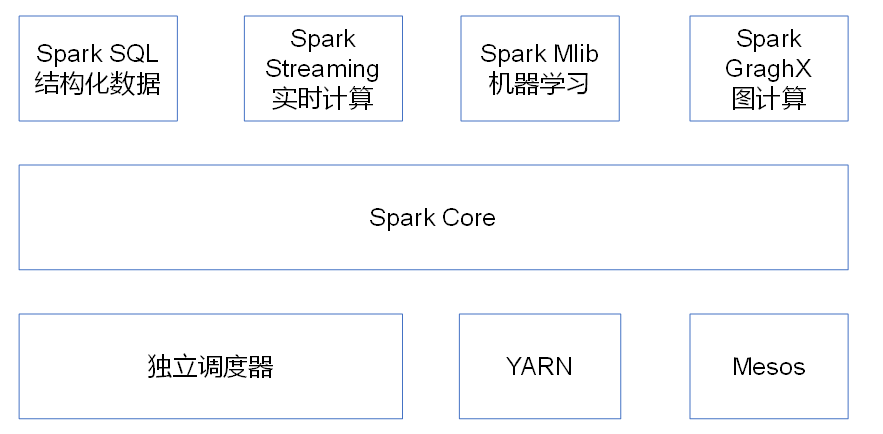 Spark SQL
结构化数据
Spark
Streaming
实时计算
Spark Mlib
机器学习
Spark
GraghX
图计算
Spark Core
独立调度器
YARN
Mesos